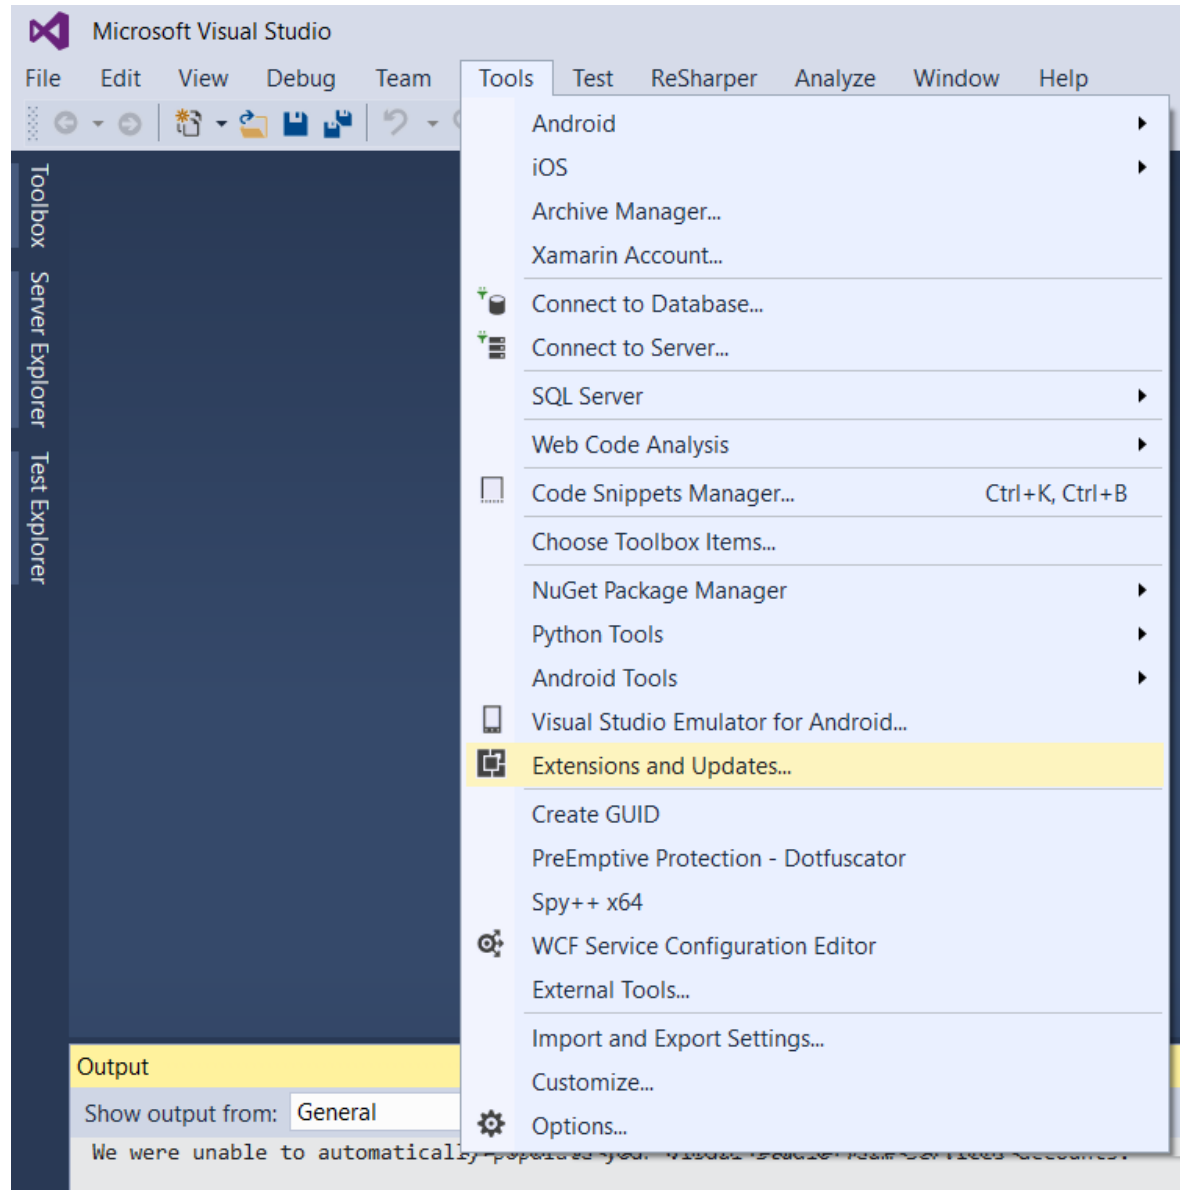 Microsoft Visual Studio
File Edit View Debug Team Tools Test ReSharper Analyze Window Help
Toolbox
Server Explorer
Test Explorer
Android
iOS
Archive Manager...
Xamarin Account...
Connect to Database...
Connect to Server...
SQL Server
Web Code Analysis
Code Snippets Manager... Ctrl+K, Ctrl+B
Choose Toolbox Items...
NuGet Package Manager
Python Tools
Android Tools
Visual Studio Emulator for Android...
Extensions and Updates...
Create GUID
PreEmptive Protection - Dotfuscator
Spy++ x64
WCF Service Configuration Editor
External Tools...
Import and Export Settings...
Customize...
Options...
Output
Show output from: General
We were unable to automatically